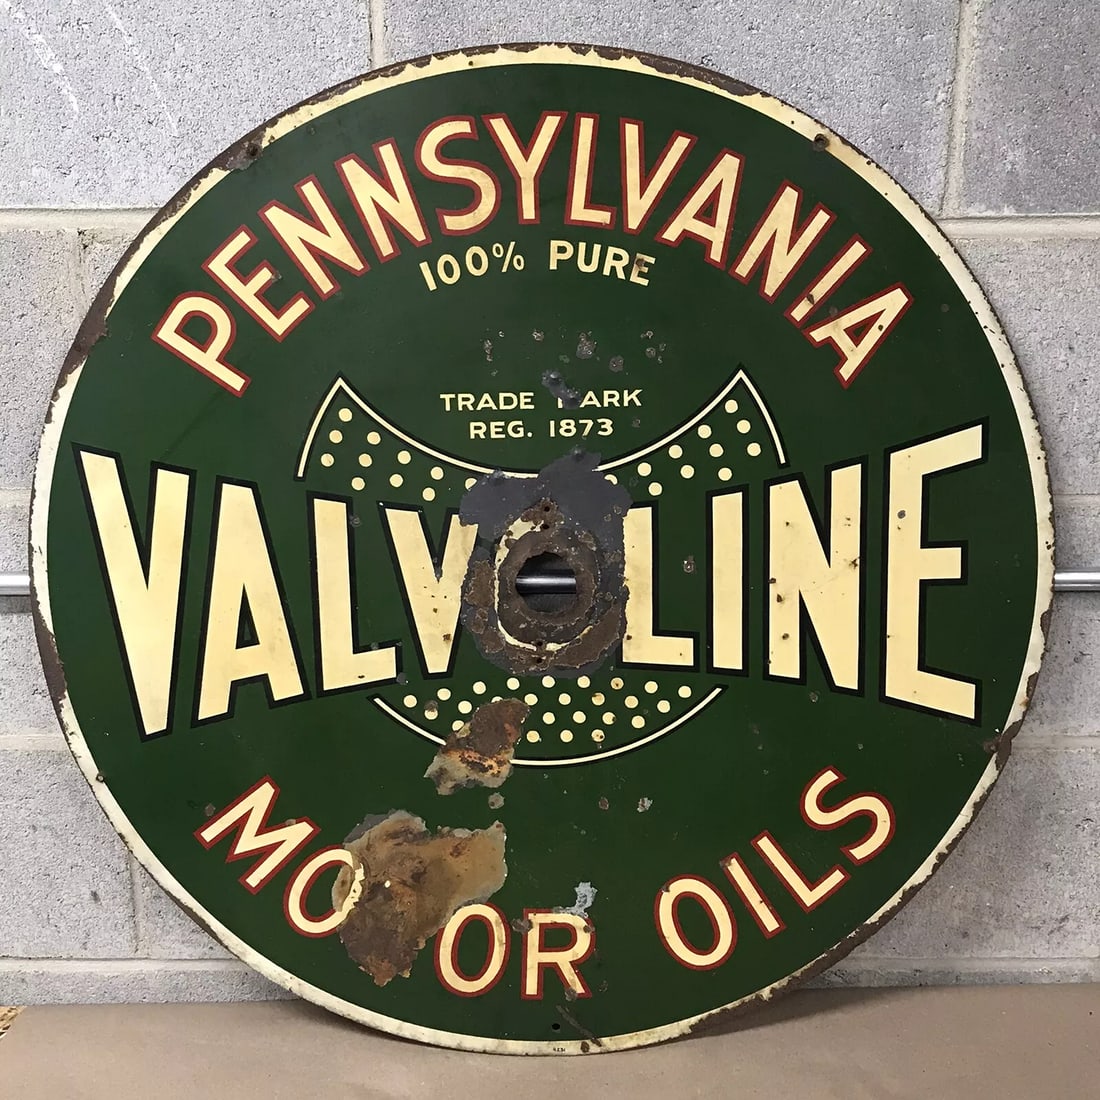 PENNSYLVANIA
100% PURE
TRADE MARK
REG. 1873
VALVOLINE
MOTOR OILS